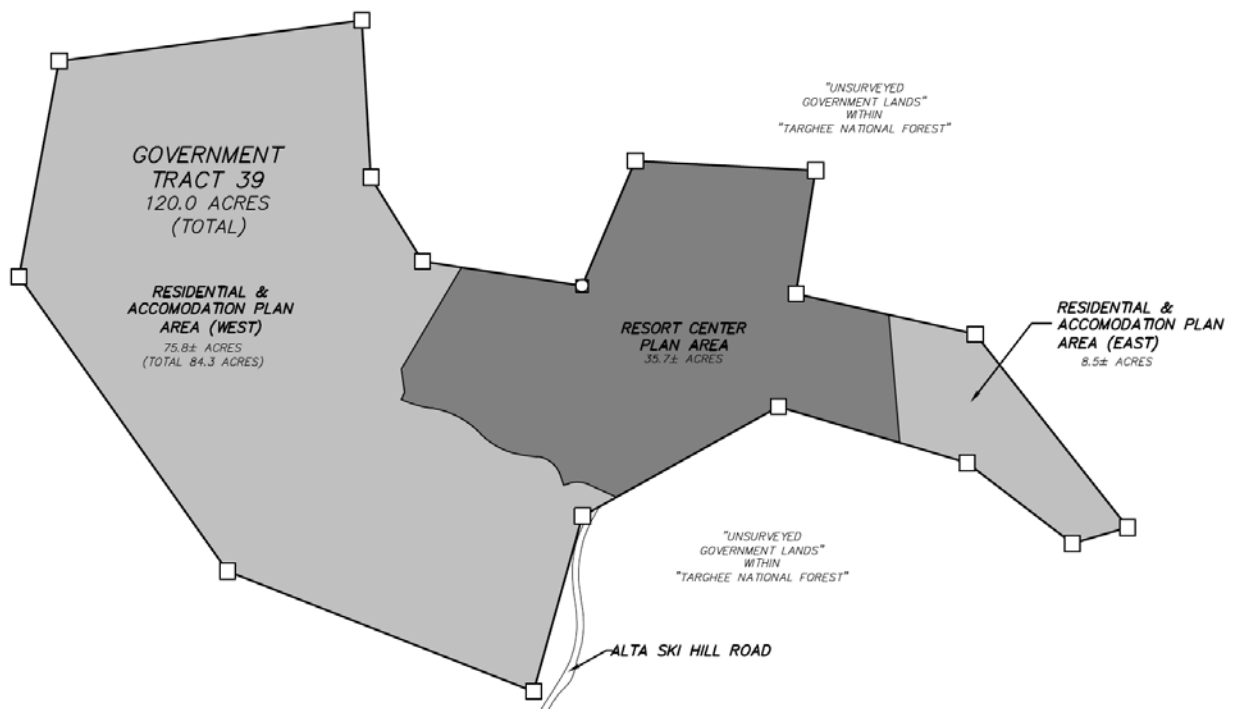 "UNSURVEYED
GOVERNMENT LANDS"
WITHIN
"TARGHEE NATIONAL FOREST"
GOVERNMENT
TRACT 39
120.0 ACRES
(TOTAL)
RESIDENTIAL &
ACCOMODATION PLAN
AREA (WEST)
75.8± ACRES
(TOTAL 84.3 ACRES)
RESORT CENTER
PLAN AREA
35.7± ACRES
RESIDENTIAL &
ACCOMODATION PLAN
AREA (EAST)
8.5± ACRES
"UNSURVEYED
GOVERNMENT LANDS"
WITHIN
"TARGHEE NATIONAL FOREST"
ALTA SKI HILL ROAD